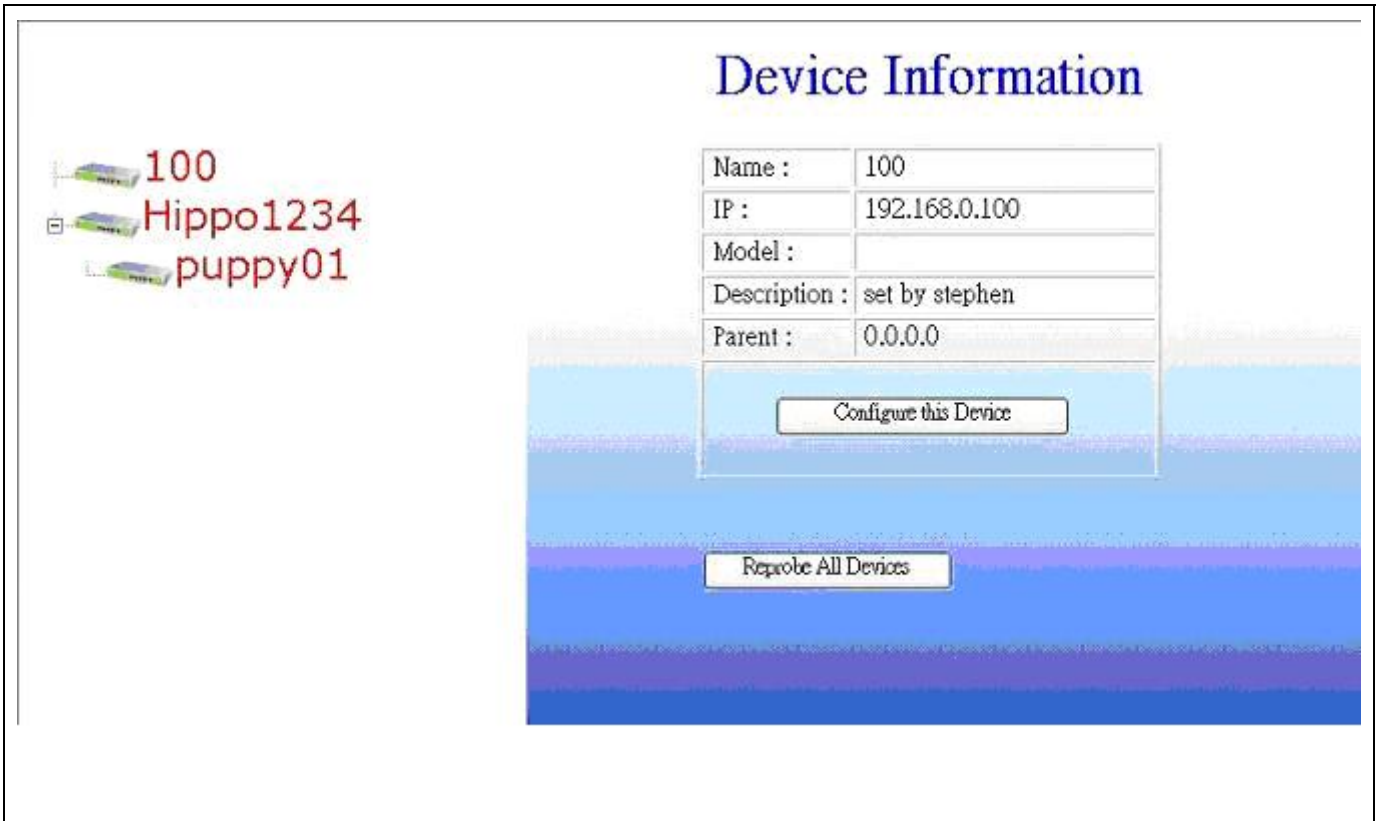 Device Information
100
Hippo1234
puppy01
Name : 100
IP : 192.168.0.100
Model :
Description : set by stephen
Parent : 0.0.0.0
Configure this Device
Reprobe All Devices